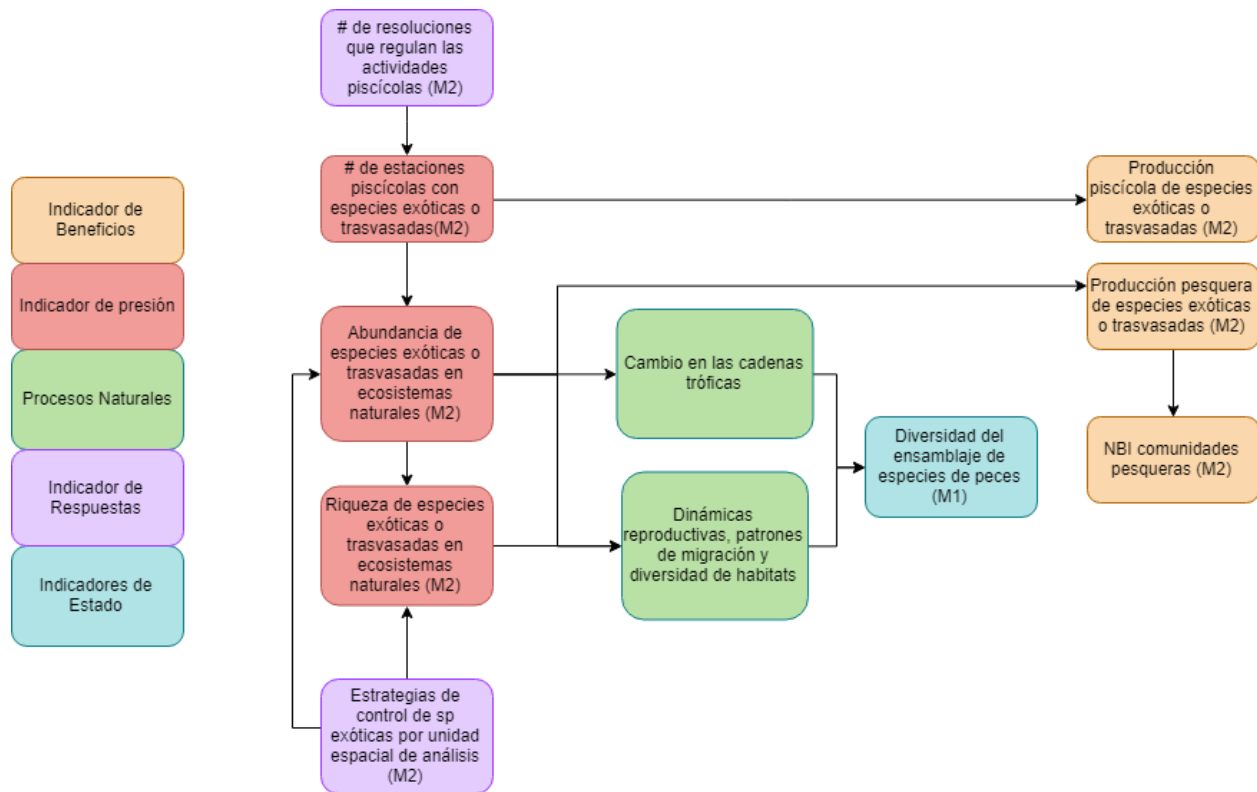 # de resoluciones
que regulan las
actividades
piscícolas (M2)
# de estaciones
piscícolas con
especies exóticas o
trasvasadas(M2)
Producción
piscícola de especies
exóticas o
trasvasadas (M2)
Indicador de
Beneficios
Indicador de presión
Procesos Naturales
Indicador de
Respuestas
Indicadores de
Estado
Abundancia de
especies exóticas o
trasvasadas en
ecosistemas
naturales (M2)
Cambio en las cadenas
tróficas
Producción pesquera
de especies exóticas
o trasvasadas (M2)
Riqueza de especies
exóticas o
trasvasadas en
ecosistemas
naturales (M2)
Dinámicas
reproductivas, patrones
de migración y
diversidad de habitats
Diversidad del
ensamblaje de
especies de peces
(M1)
NBI comunidades
pesqueras (M2)
Estrategias de
control de sp
exóticas por unidad
espacial de análisis
(M2)